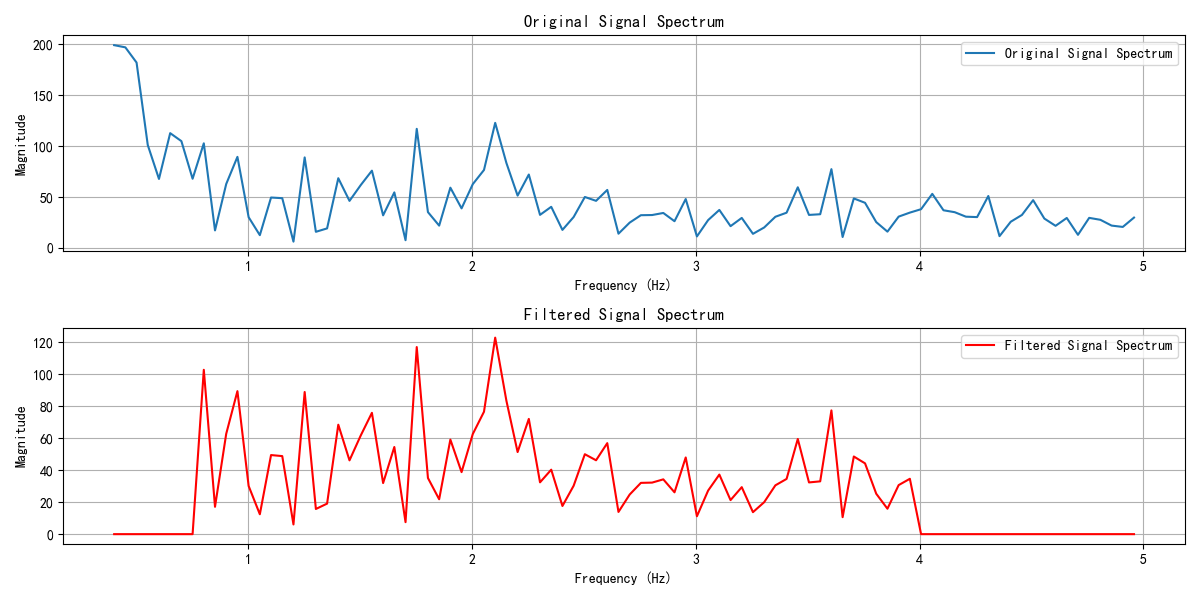 Original Signal Spectrum
Original Signal Spectrum
200
150
100
50
0
Magnitude
1
2
3
4
5
Frequency (Hz)
Filtered Signal Spectrum
Filtered Signal Spectrum
120
100
80
60
40
20
0
Magnitude
1
2
3
4
5
Frequency (Hz)